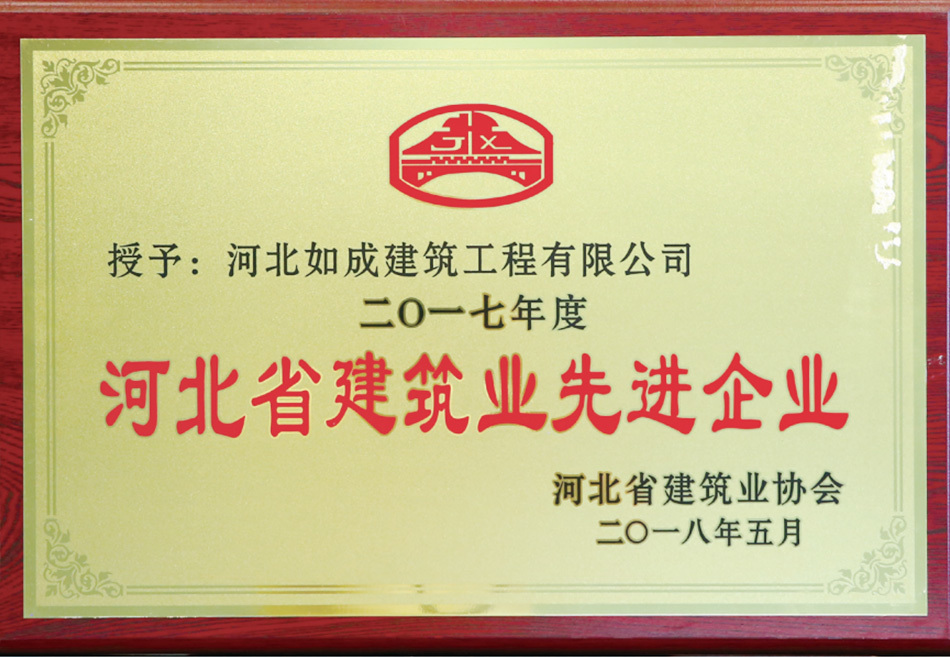 JX
授予：河北如成建筑工程有限公司
二〇一七年度
河北省建筑业先进企业
河北省建筑业协会
二〇一八年五月